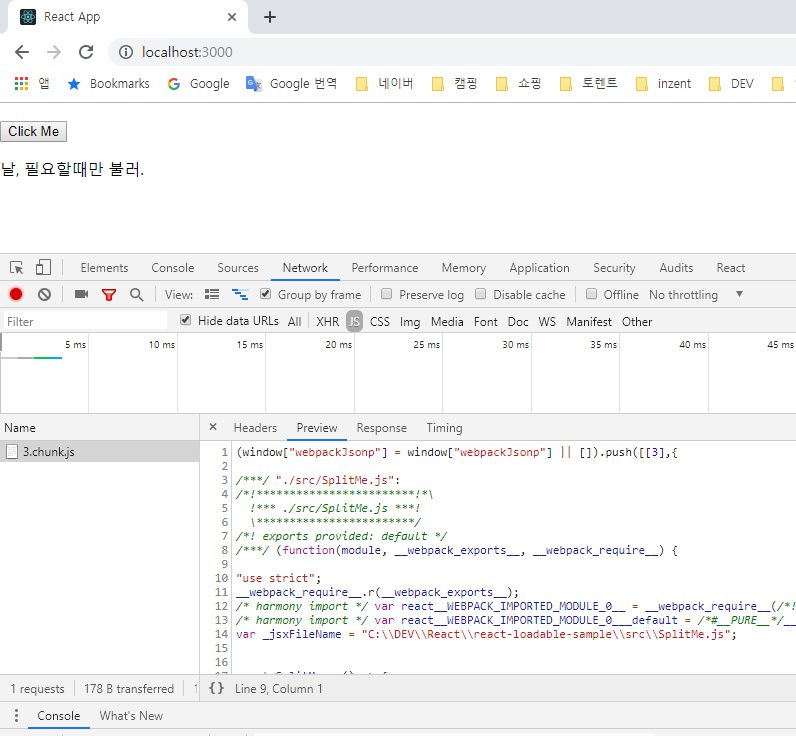 React App
localhost:3000
앱 Bookmarks Google Google 번역 네이버 캠핑 쇼핑 토렌트 inzent DEV
Click Me
날, 필요할때만 불러.
Elements Console Sources Network Performance Memory Application Security Audits React
View: Group by frame Preserve log Disable cache Offline No throttling
Filter Hide data URLs All XHR JS CSS Img Media Font Doc WS Manifest Other
5 ms 10 ms 15 ms 20 ms 25 ms 30 ms 35 ms 40 ms 45 ms
Name Headers Preview Response Timing
3.chunk.js
1 (window["webpackJsonp"] = window["webpackJsonp"] || []).push([[3],{
2
3 /***/ "./src/SplitMe.js":
4 /*!************************!*\
5 !*** ./src/SplitMe.js ***!
6 \************************/
7 /*! exports provided: default */
8 /***/ (function(module, __webpack_exports__, __webpack_require__) {
9
10 "use strict";
11 __webpack_require__.r(__webpack_exports__);
12 /* harmony import */ var react__WEBPACK_IMPORTED_MODULE_0__ = __webpack_require__(/*!
13 /* harmony import */ var react__WEBPACK_IMPORTED_MODULE_0___default = /*#__PURE__*/__
14 var _jsxFileName = "C:\\DEV\\React\\react-loadable-sample\\src\\SplitMe.js";
15
16
1 requests 178 B transferred {} Line 9, Column 1
Console What's New